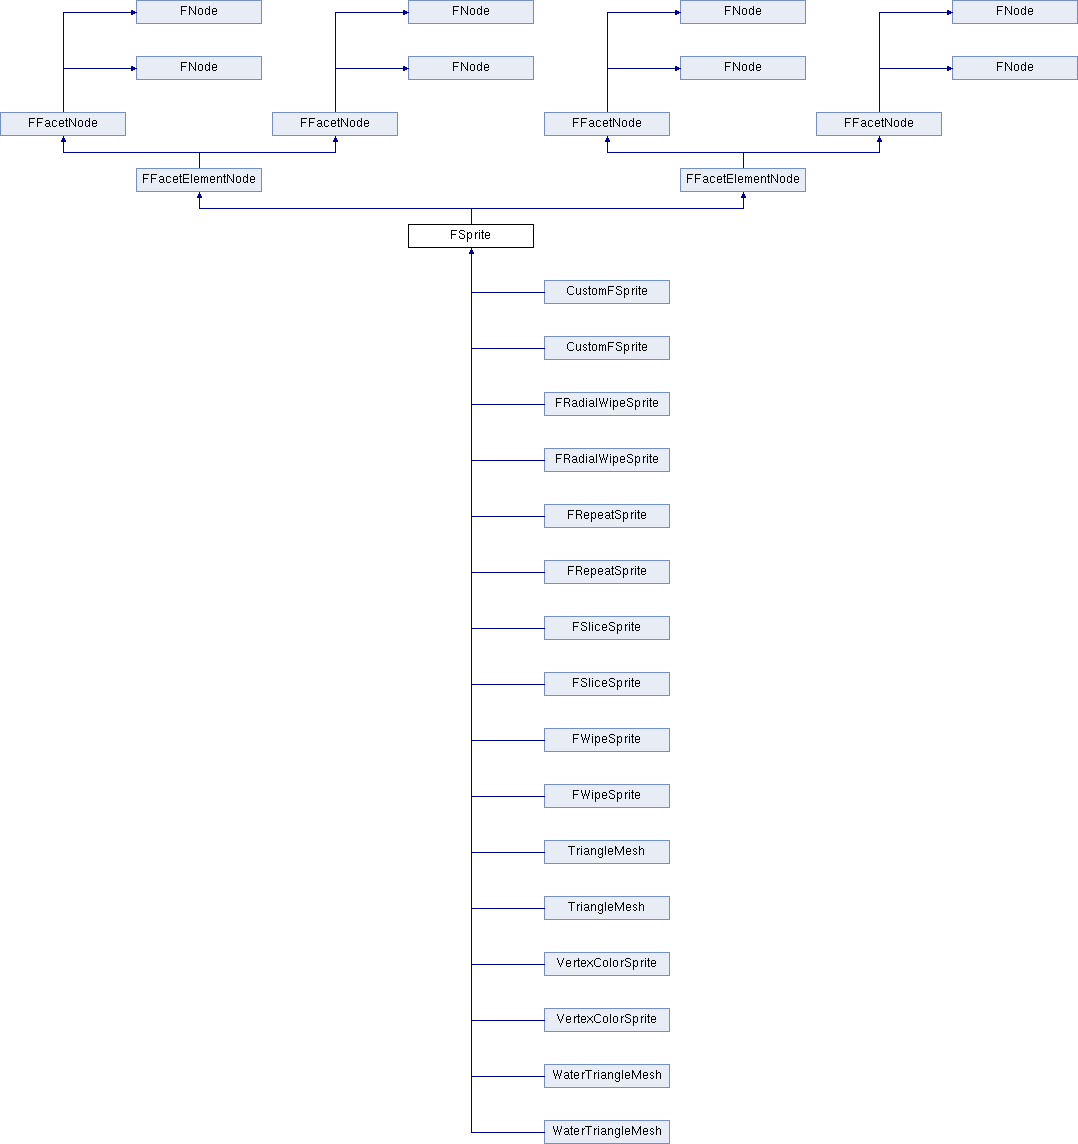 FNode
FNode
FNode
FNode
FNode
FNode
FNode
FNode
FFacetNode
FFacetNode
FFacetNode
FFacetNode
FFacetElementNode
FFacetElementNode
FSprite
CustomFSprite
CustomFSprite
FRadialWipeSprite
FRadialWipeSprite
FRepeatSprite
FRepeatSprite
FSliceSprite
FSliceSprite
FWipeSprite
FWipeSprite
TriangleMesh
TriangleMesh
VertexColorSprite
VertexColorSprite
WaterTriangleMesh
WaterTriangleMesh